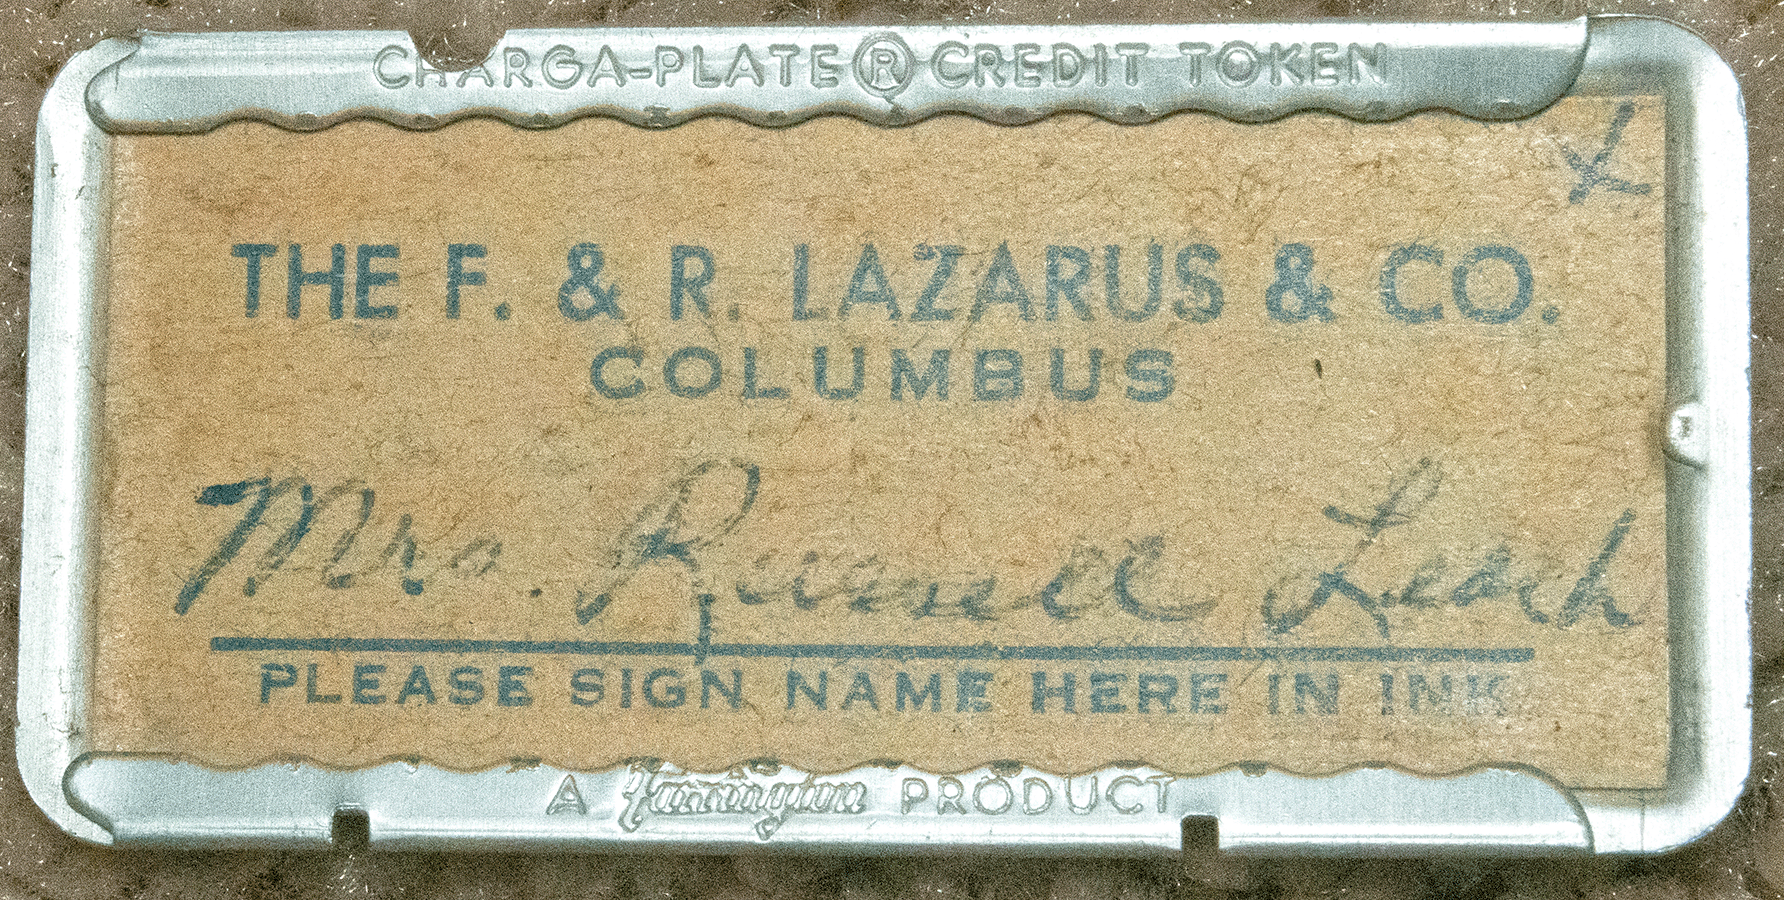 CHARGA-PLATE® CREDIT TOKEN
X
THE F. & R. LAZARUS & CO.
COLUMBUS
Mrs. Russell Leach
PLEASE SIGN NAME HERE IN INK
A Farrington PRODUCT